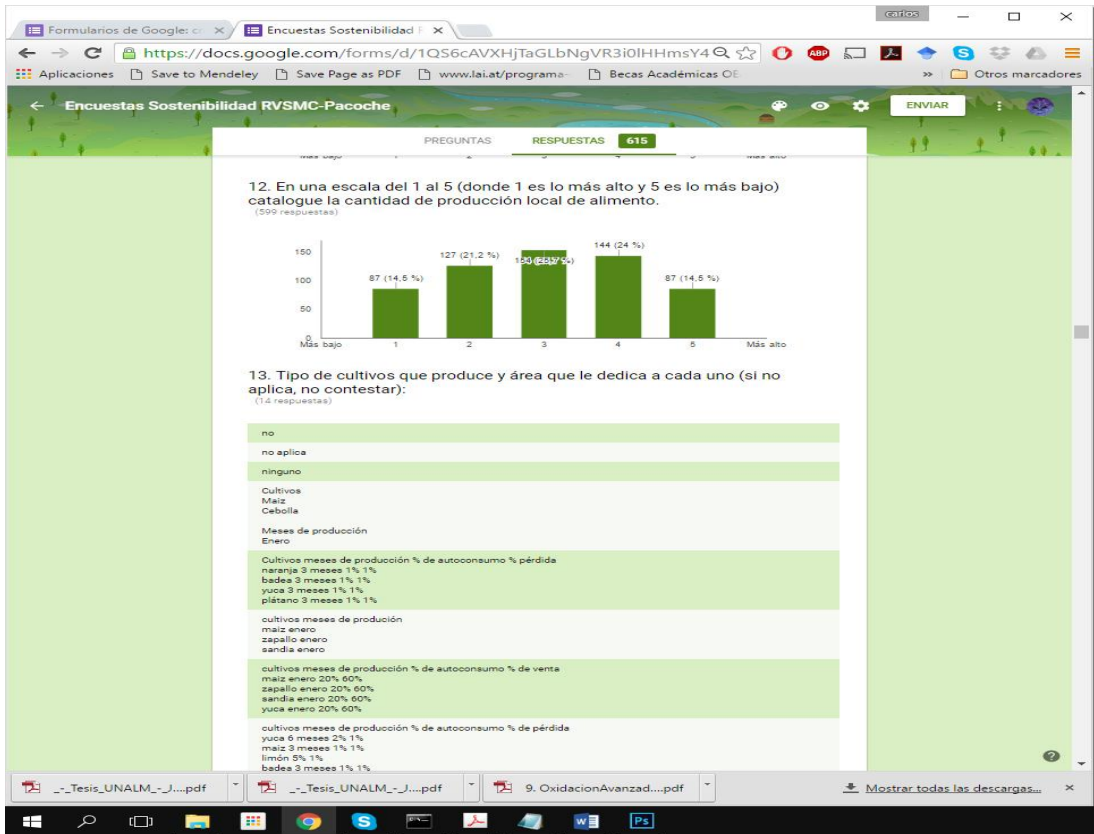 carlos
Formularios de Google: c
Encuestas Sostenibilidad F
https://docs.google.com/forms/d/1QS6cAVXHjTaGLbNgVR3i0lHHmsY4
ABP
Aplicaciones Save to Mendeley Save Page as PDF www.lai.at/programa- Becas Académicas OE » Otros marcadores
Encuestas Sostenibilidad RVSMC-Pacoche ENVIAR
PREGUNTAS RESPUESTAS 615
Más bajo 1 2 3 4 5 Más alto
12. En una escala del 1 al 5 (donde 1 es lo más alto y 5 es lo más bajo)
catalogue la cantidad de producción local de alimento.
(599 respuestas)
150
100
50
0
87 (14,5 %)
127 (21,2 %)
144 (24 %)
87 (14,5 %)
Más bajo 1 2 3 4 5 Más alto
13. Tipo de cultivos que produce y área que le dedica a cada uno (si no
aplica, no contestar):
(14 respuestas)
no
no aplica
ninguno
Cultivos
Maiz
Cebolla
Meses de producción
Enero
Cultivos meses de producción % de autoconsumo % pérdida
naranja 3 meses 1% 1%
badea 3 meses 1% 1%
yuca 3 meses 1% 1%
plátano 3 meses 1% 1%
cultivos meses de produción
maiz enero
zapallo enero
sandia enero
cultivos meses de producción % de autoconsumo % de venta
maiz enero 20% 60%
zapallo enero 20% 60%
sandia enero 20% 60%
yuca enero 20% 60%
cultivos meses de producción % de autoconsumo % de pérdida
yuca 6 meses 2% 1%
maiz 3 meses 1% 1%
limón 5% 1%
badea 3 meses 1% 1%
_-_Tesis_UNALM_-_J....pdf _-_Tesis_UNALM_-_J....pdf 9. OxidacionAvanzad....pdf Mostrar todas las descargas...
Ps